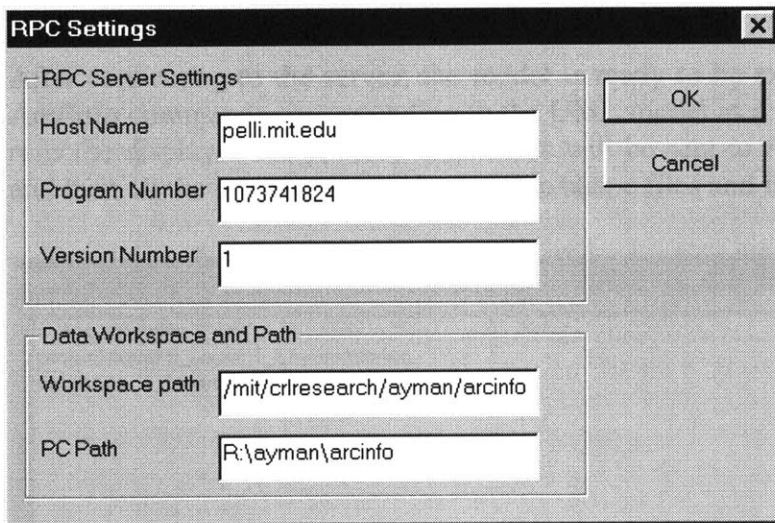 RPC Settings
RPC Server Settings
OK
Host Name
pelli.mit.edu
Cancel
Program Number
1073741824
Version Number
1
Data Workspace and Path
Workspace path
/mit/crlresearch/ayman/arcinfo
PC Path
R:\ayman\arcinfo